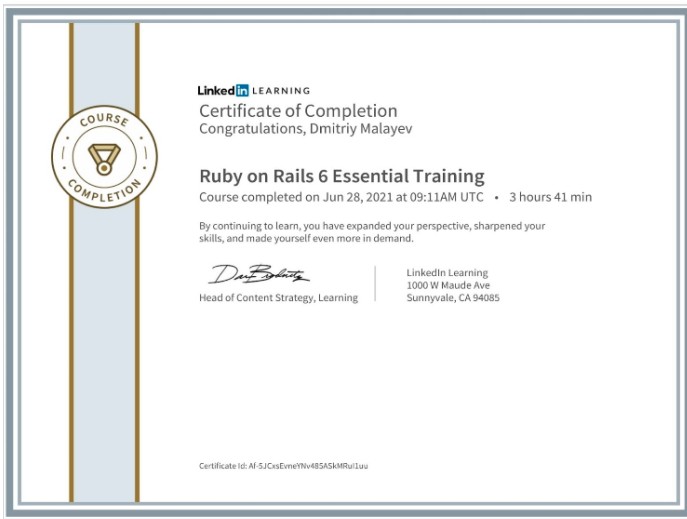 COURSE
COMPLETION
Linked in LEARNING
Certificate of Completion
Congratulations, Dmitriy Malayev
Ruby on Rails 6 Essential Training
Course completed on Jun 28, 2021 at 09:11AM UTC • 3 hours 41 min
By continuing to learn, you have expanded your perspective, sharpened your
skills, and made yourself even more in demand.
Head of Content Strategy, Learning
LinkedIn Learning
1000 W Maude Ave
Sunnyvale, CA 94085
Certificate Id: Af-5JCxsEvneYNv485ASkMRuI1uu